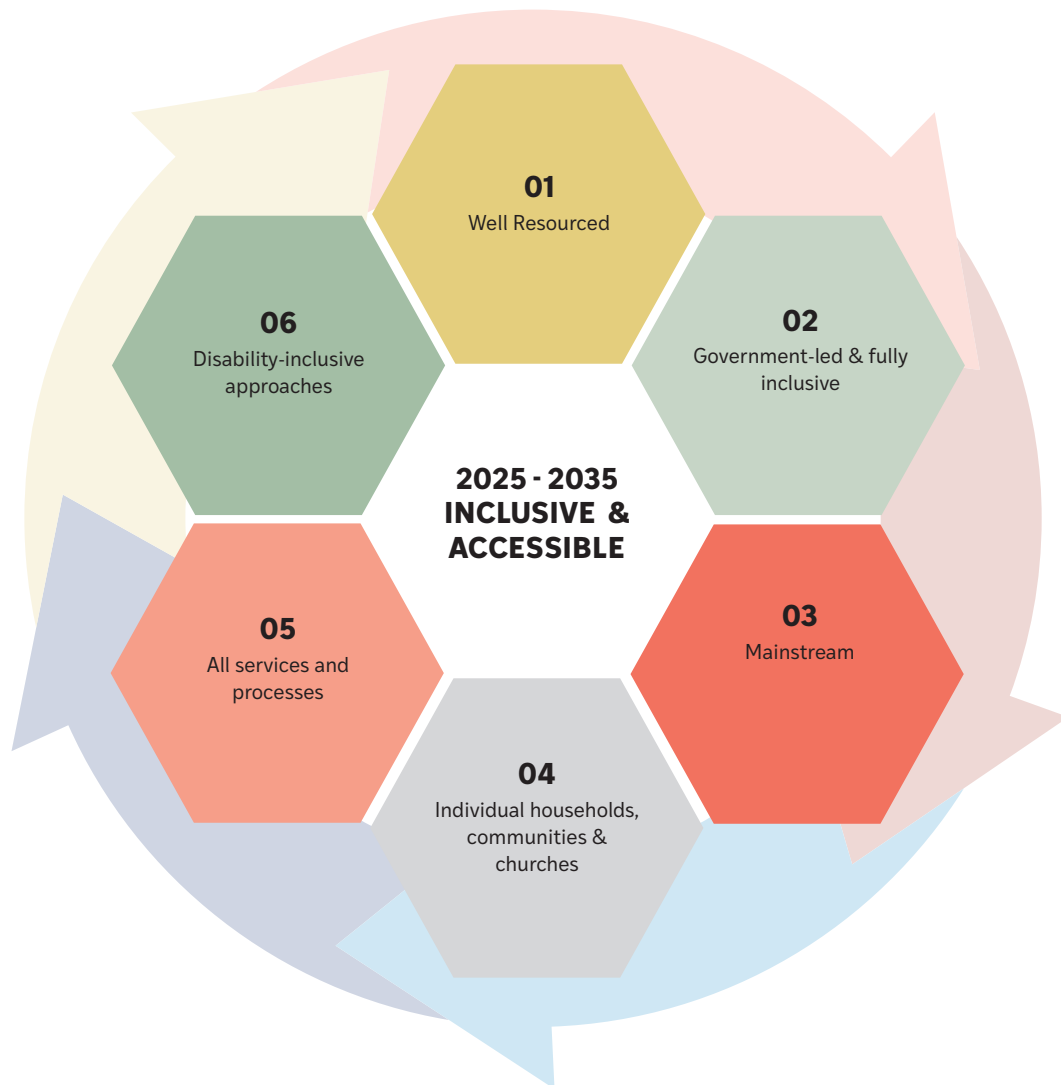 01
Well Resourced
02
Government-led & fully
inclusive
03
Mainstream
04
Individual households,
communities &
churches
05
All services and
processes
06
Disability-inclusive
approaches
2025 - 2035
INCLUSIVE &
ACCESSIBLE